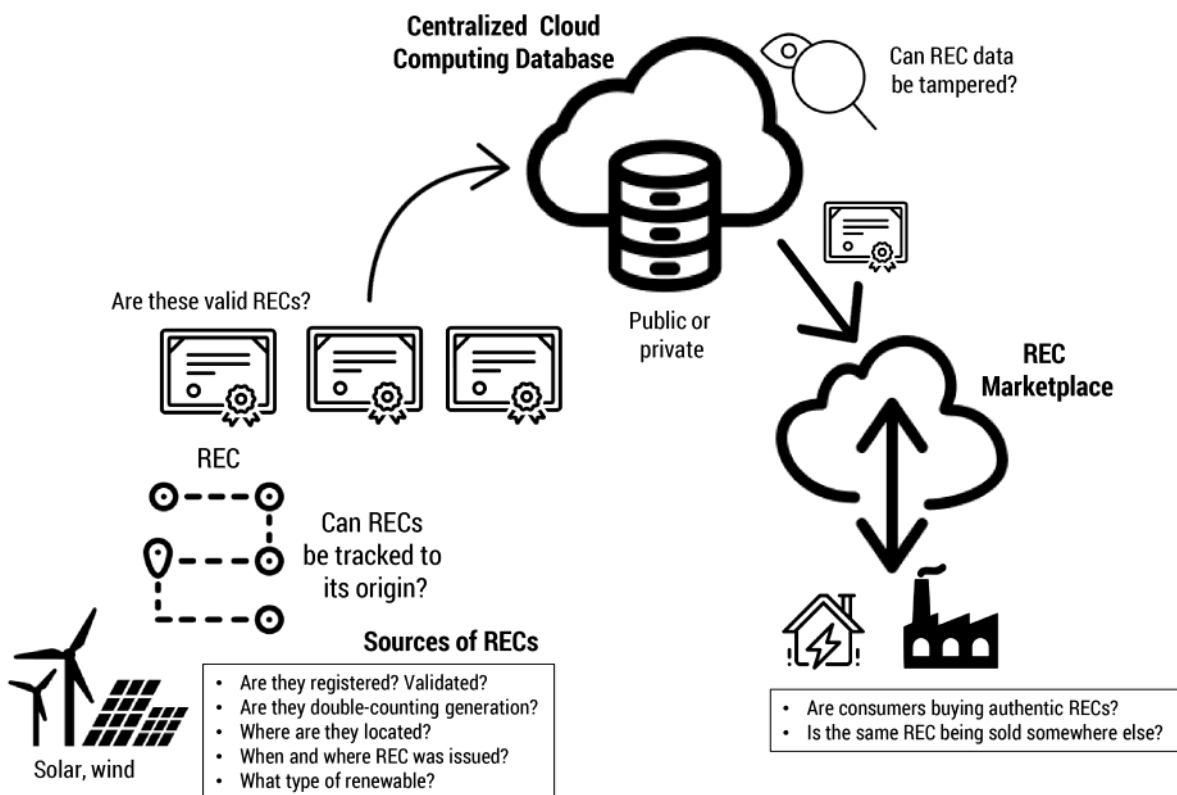 Centralized Cloud
Computing Database
Can REC data
be tampered?
Are these valid RECs?
Public or
private
REC
Marketplace
REC
Can RECs
be tracked to
its origin?
Sources of RECs
• Are they registered? Validated?
• Are they double-counting generation?
• Where are they located?
• When and where REC was issued?
• What type of renewable?
Solar, wind
• Are consumers buying authentic RECs?
• Is the same REC being sold somewhere else?